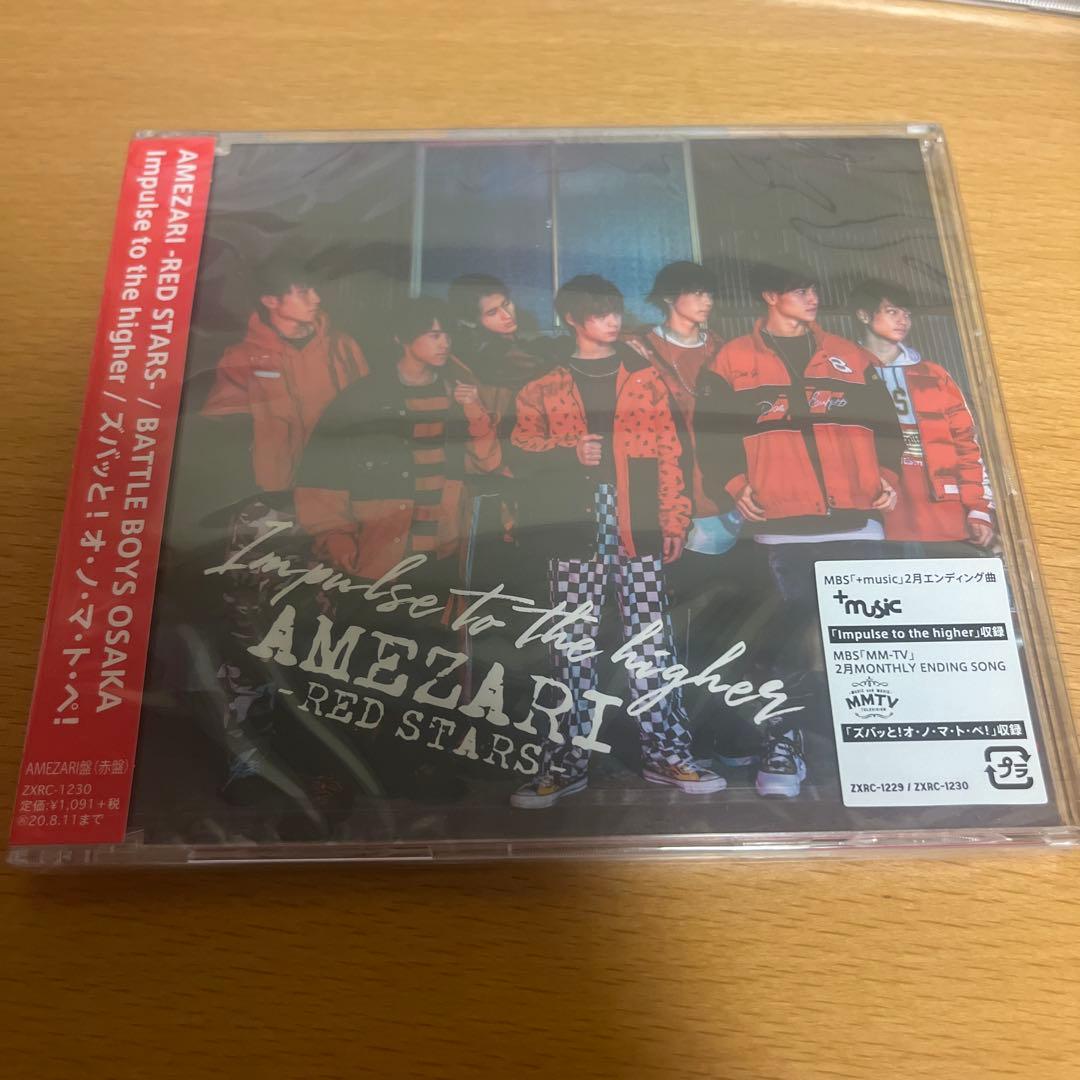 AMEZARI -RED STARS- / BATTLE BOYS OSAKA
Impulse to the higher / ズバッと！オ・ノ・マ・ト・ペ！
AMEZARI盤（赤盤）
ZXRC-1230
定価:¥1,091+税
20.8.11まで
Impulse to the higher
AMEZARI
- RED STARS -
MBS「+music」2月エンディング曲
+music
「Impulse to the higher」収録
MBS「MM-TV」
2月MONTHLY ENDING SONG
MUSIC AND MUSIC
MMTV
TELEVISION
「ズバッと！オ・ノ・マ・ト・ペ！」収録
プラ
ZXRC-1229 / ZXRC-1230